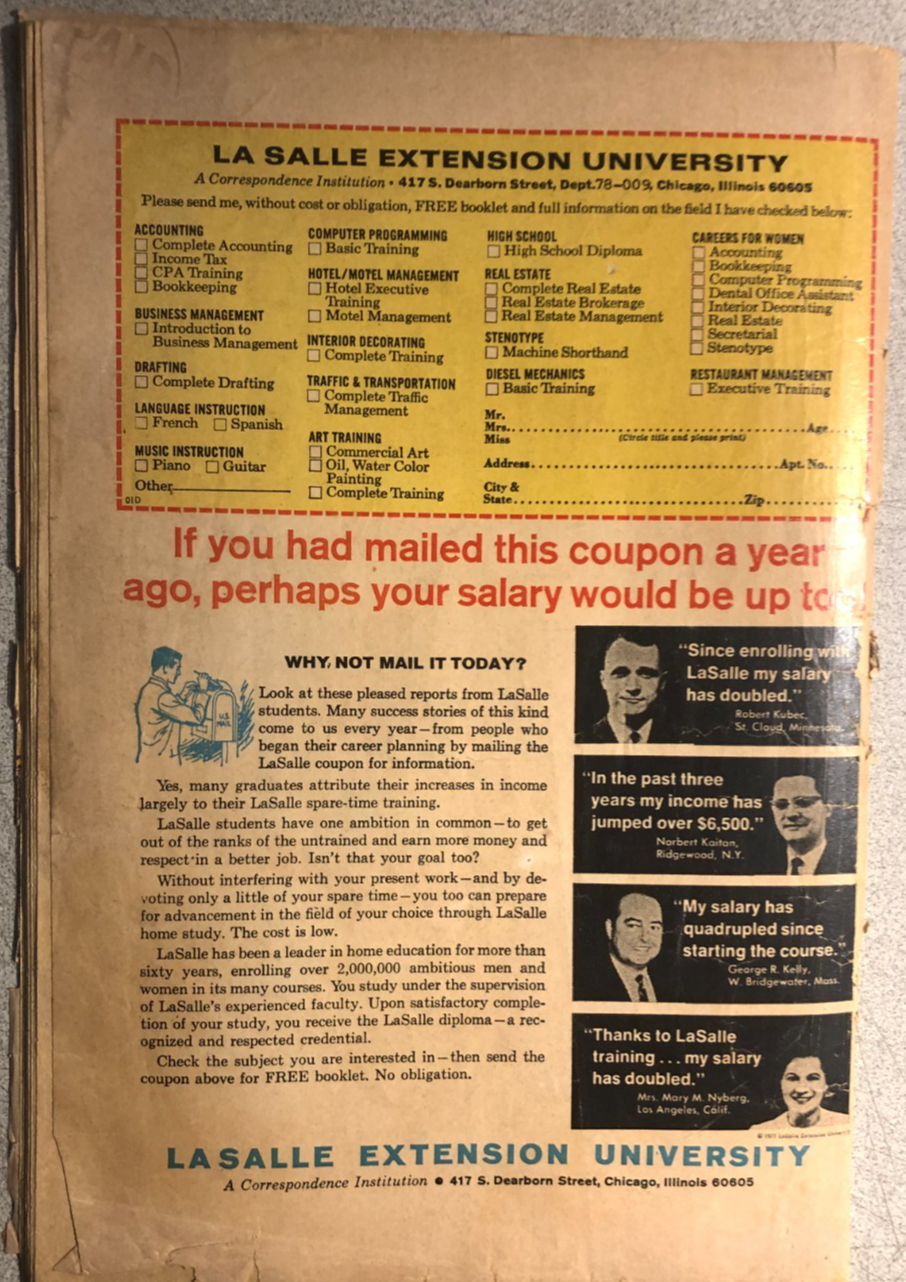 LA SALLE EXTENSION UNIVERSITY
A Correspondence Institution • 417 S. Dearborn Street, Dept.78-009, Chicago, Illinois 60605
Please send me, without cost or obligation, FREE booklet and full information on the field I have checked below:
ACCOUNTING
Complete Accounting
Income Tax
CPA Training
Bookkeeping
BUSINESS MANAGEMENT
Introduction to
Business Management
DRAFTING
Complete Drafting
LANGUAGE INSTRUCTION
French Spanish
MUSIC INSTRUCTION
Piano Guitar
Other
01D
COMPUTER PROGRAMMING
Basic Training
HOTEL/MOTEL MANAGEMENT
Hotel Executive
Training
Motel Management
INTERIOR DECORATING
Complete Training
TRAFFIC & TRANSPORTATION
Complete Traffic
Management
ART TRAINING
Commercial Art
Oil, Water Color
Painting
Complete Training
HIGH SCHOOL
High School Diploma
REAL ESTATE
Complete Real Estate
Real Estate Brokerage
Real Estate Management
STENOTYPE
Machine Shorthand
DIESEL MECHANICS
Basic Training
CAREERS FOR WOMEN
Accounting
Bookkeeping
Computer Programming
Dental Office Assistant
Interior Decorating
Real Estate
Secretarial
Stenotype
RESTAURANT MANAGEMENT
Executive Training
Mr.
Mrs. Age
Miss (Circle title and please print)
Address Apt. No.
City &
State Zip
If you had mailed this coupon a year
ago, perhaps your salary would be up to
WHY NOT MAIL IT TODAY?
U.S. MAIL
Look at these pleased reports from LaSalle
students. Many success stories of this kind
come to us every year—from people who
began their career planning by mailing the
LaSalle coupon for information.
Yes, many graduates attribute their increases in income
largely to their LaSalle spare-time training.
LaSalle students have one ambition in common—to get
out of the ranks of the untrained and earn more money and
respect in a better job. Isn't that your goal too?
Without interfering with your present work—and by de-
voting only a little of your spare time—you too can prepare
for advancement in the field of your choice through LaSalle
home study. The cost is low.
LaSalle has been a leader in home education for more than
sixty years, enrolling over 2,000,000 ambitious men and
women in its many courses. You study under the supervision
of LaSalle's experienced faculty. Upon satisfactory comple-
tion of your study, you receive the LaSalle diploma—a rec-
ognized and respected credential.
Check the subject you are interested in—then send the
coupon above for FREE booklet. No obligation.
"Since enrolling with
LaSalle my salary
has doubled."
Robert Kubec,
St. Cloud, Minnesota
"In the past three
years my income has
jumped over $6,500."
Norbert Kaitan,
Ridgewood, N.Y.
"My salary has
quadrupled since
starting the course."
George R. Kelly,
W. Bridgewater, Mass.
"Thanks to LaSalle
training . . . my salary
has doubled."
Mrs. Mary M. Nyberg,
Los Angeles, Calif.
© 1971 LaSalle Extension University
LASALLE EXTENSION UNIVERSITY
A Correspondence Institution • 417 S. Dearborn Street, Chicago, Illinois 60605